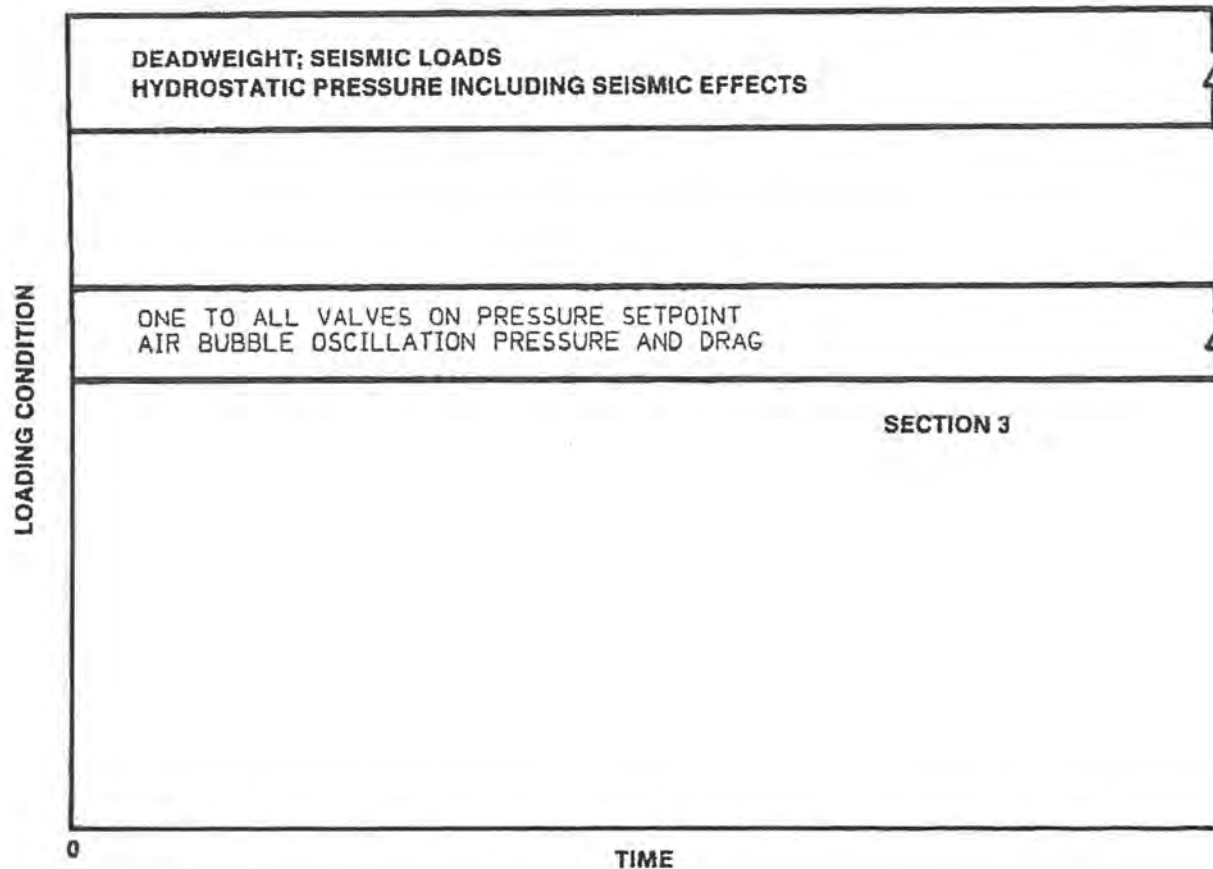 DEADWEIGHT; SEISMIC LOADS
HYDROSTATIC PRESSURE INCLUDING SEISMIC EFFECTS
ONE TO ALL VALVES ON PRESSURE SETPOINT
AIR BUBBLE OSCILLATION PRESSURE AND DRAG
SECTION 3
LOADING CONDITION
0
TIME